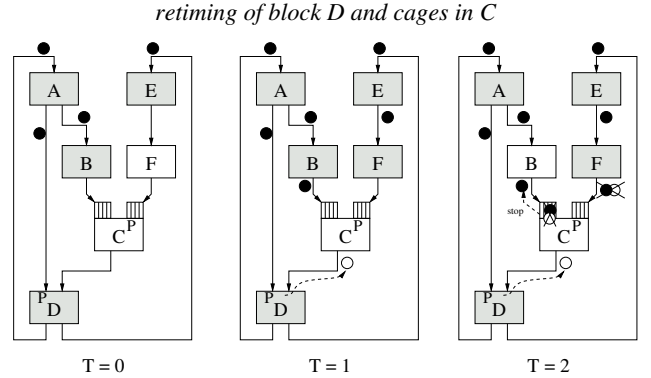 retiming of block D and cages in C
A
E
B
F
P
C
P
D
T = 0
A
E
B
F
P
C
P
D
T = 1
A
E
B
F
stop
P
C
P
D
T = 2